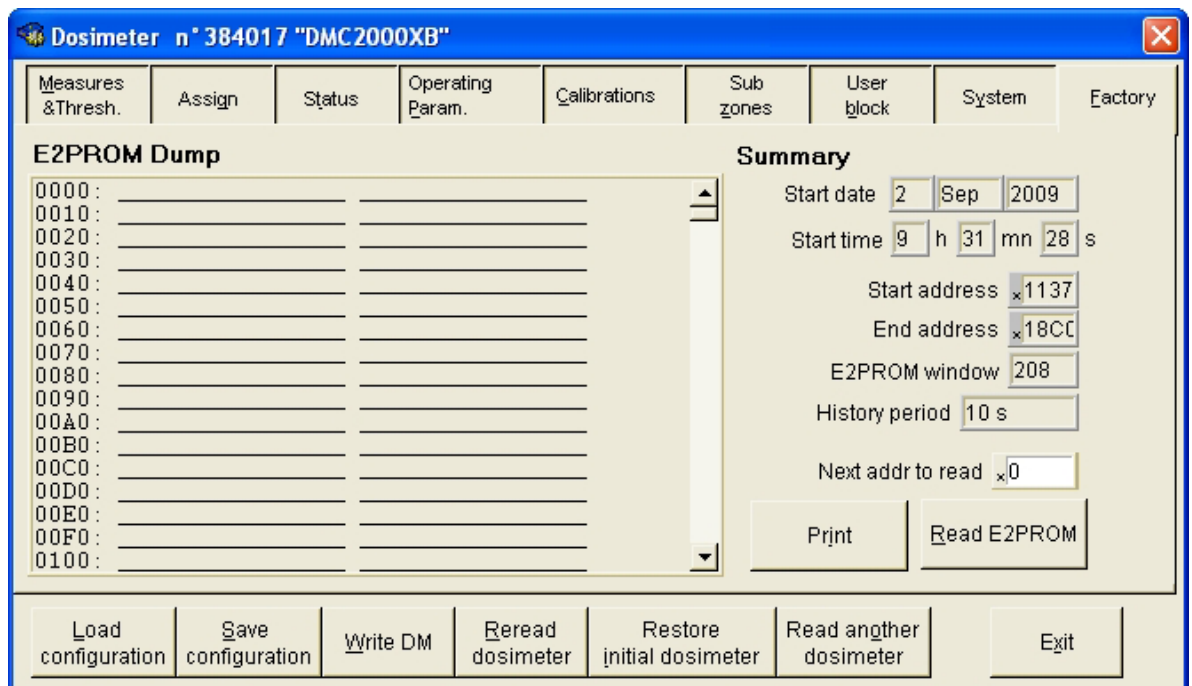 Dosimeter n°384017 "DMC2000XB"
Measures &Thresh.
Assign
Status
Operating Param.
Calibrations
Sub zones
User block
System
Factory
E2PROM Dump
0000:
0010:
0020:
0030:
0040:
0050:
0060:
0070:
0080:
0090:
00A0:
00B0:
00C0:
00D0:
00E0:
00F0:
0100:
Summary
Start date 2 Sep 2009
Start time 9 h 31 mn 28 s
Start address x1137
End address x18C0
E2PROM window 208
History period 10 s
Next addr to read x0
Print
Read E2PROM
Load configuration
Save configuration
Write DM
Reread dosimeter
Restore initial dosimeter
Read another dosimeter
Exit